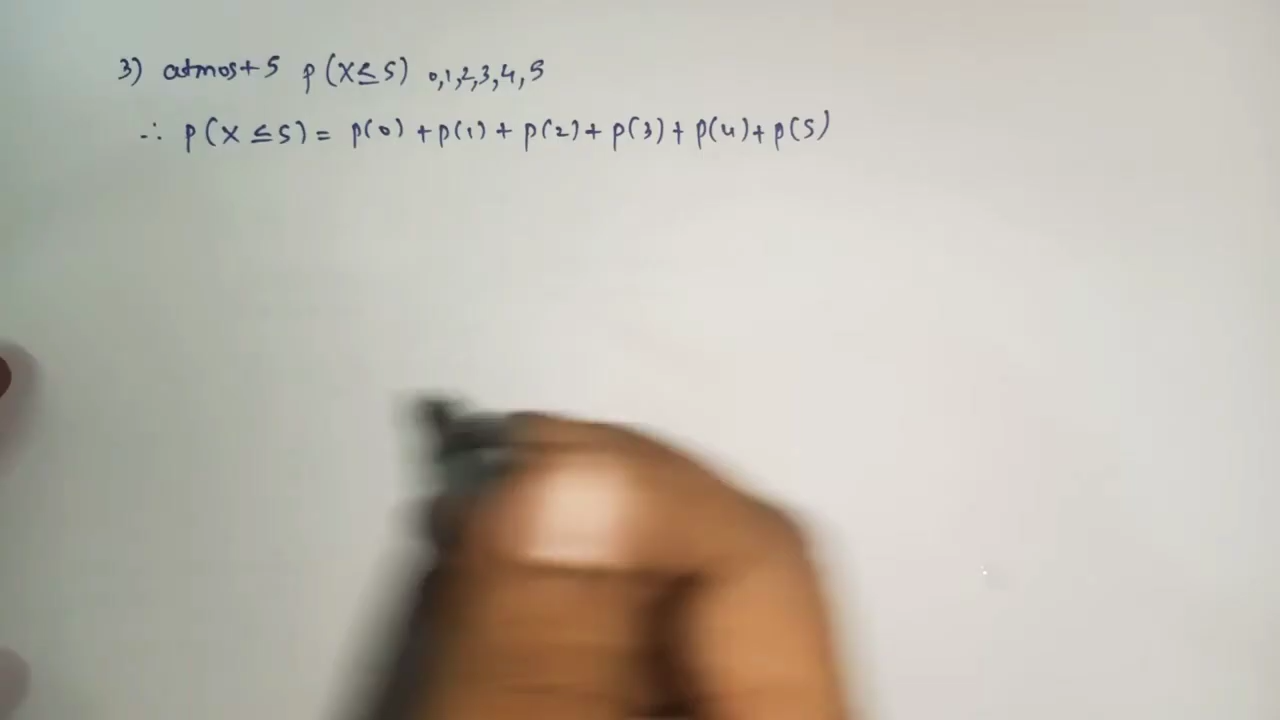 3) atmost 5 p(X≤5) 0,1,2,3,4,5
∴ p(X≤5) = p(0) + p(1) + p(2) + p(3) + p(4) + p(5)